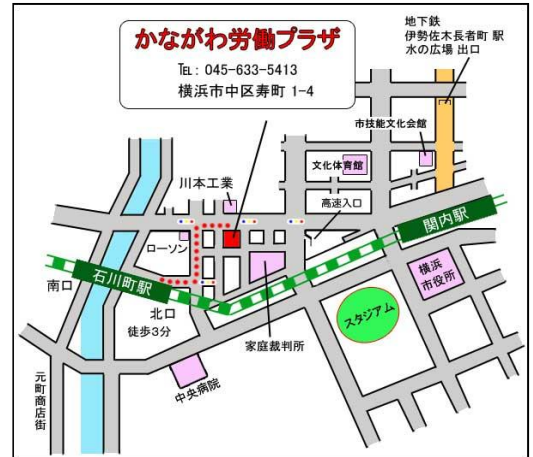 かながわ労働プラザ
℡: 045-633-5413
横浜市中区寿町 1-4
地下鉄
伊勢佐木長者町 駅
水の広場 出口
市技能文化会館
文化体育館
川本工業
高速入口
関内駅
ローソン
石川町駅
南口
北口
徒歩3分
横浜
市役所
スタジアム
家庭裁判所
中央病院
元町商店街